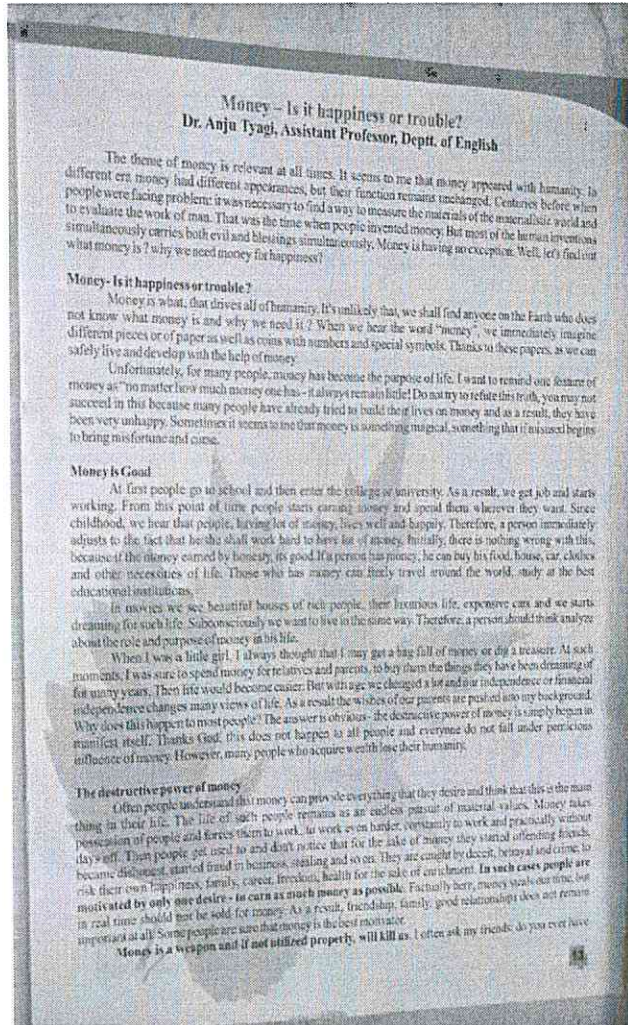 Money – Is it happiness or trouble?
Dr. Anju Tyagi, Assistant Professor, Deptt. of English
The theme of money is relevant at all times. It seems to me that money appeared with humanity. In
different era money had different appearances, but their function remains unchanged. Centuries before when
people were facing problem: it was necessary to find a way to measure the materials of the materialistic world and
to evaluate the work of man. That was the time when people invented money. But most of the human inventions
simultaneously carries both evil and blessings simultaneously. Money is having no exception. Well, let's find out
what money is ? why we need money for happiness?
Money- Is it happiness or trouble ?
Money is what, that drives all of humanity. It's unlikely that, we shall find anyone on the Earth who does
not know what money is and why we need it ? When we hear the word "money", we immediately imagine
different pieces or of paper as well as coins with numbers and special symbols. Thanks to these papers, as we can
safely live and develop with the help of money
Unfortunately, for many people, money has become the purpose of life. I want to remind one feature of
money as "no matter how much money one has - it always remain little! Do not try to refute this truth, you may not
succeed in this because many people have already tried to build their lives on money and as a result, they have
been very unhappy. Sometimes it seems to me that money is something magical, something that if misused begins
to bring misfortune and curse.
Money is Good
At first people go to school and then enter the college or university. As a result, we get job and starts
working. From this point of time people starts earning money and spend them wherever they want. Since
childhood, we hear that people, having lot of money, lives well and happily. Therefore, a person immediately
adjusts to the fact that he/she shall work hard to have lot of money. Initially, there is nothing wrong with this,
because if the money earned by honesty, its good. If a person has money, he can buy his food, house, car, clothes
and other necessities of life. Those who has money can freely travel around the world, study at the best
educational institutions.
In movies we see beautiful houses of rich people, their luxurious life, expensive cars and we starts
dreaming for such life. Subconsciously we want to live in the same way. Therefore, a person should think analyze
about the role and purpose of money in his life.
When I was a little girl, I always thought that I may get a bag full of money or dig a treasure. At such
moments, I was sure to spend money for relatives and parents, to buy them the things they have been dreaming of
for many years. Then life would become easier. But with age we changed a lot and our independence or financial
independence changes many views of life. As a result the wishes of our parents are pushed into my background.
Why does this happen to most people? The answer is obvious - the destructive power of money is simply began to
manifest itself. Thanks God, this does not happen to all people and everyone do not fall under pernicious
influence of money. However, many people who acquire wealth lose their humanity.
The destructive power of money
Often people understand that money can provide everything that they desire and think that this is the main
thing in their life. The life of such people remains as an endless pursuit of material values. Money takes
possession of people and forces them to work, to work even harder, constantly to work and practically without
days off. Then people get used to and don't notice that for the sake of money they started offending friends,
became dishonest, started fraud in business, stealing and so on. They are caught by deceit, betrayal and crime, to
risk their own happiness, family, career, freedom, health for the sake of enrichment. In such cases people are
motivated by only one desire - to earn as much money as possible. Factually here, money steals our time, but
in real time should not be sold for money. As a result, friendship, family, good relationships does not remain
important at all. Some people are sure that money is the best motivator.
Money is a weapon and if not utilized properly, will kill us. I often ask my friends: do you ever have
13